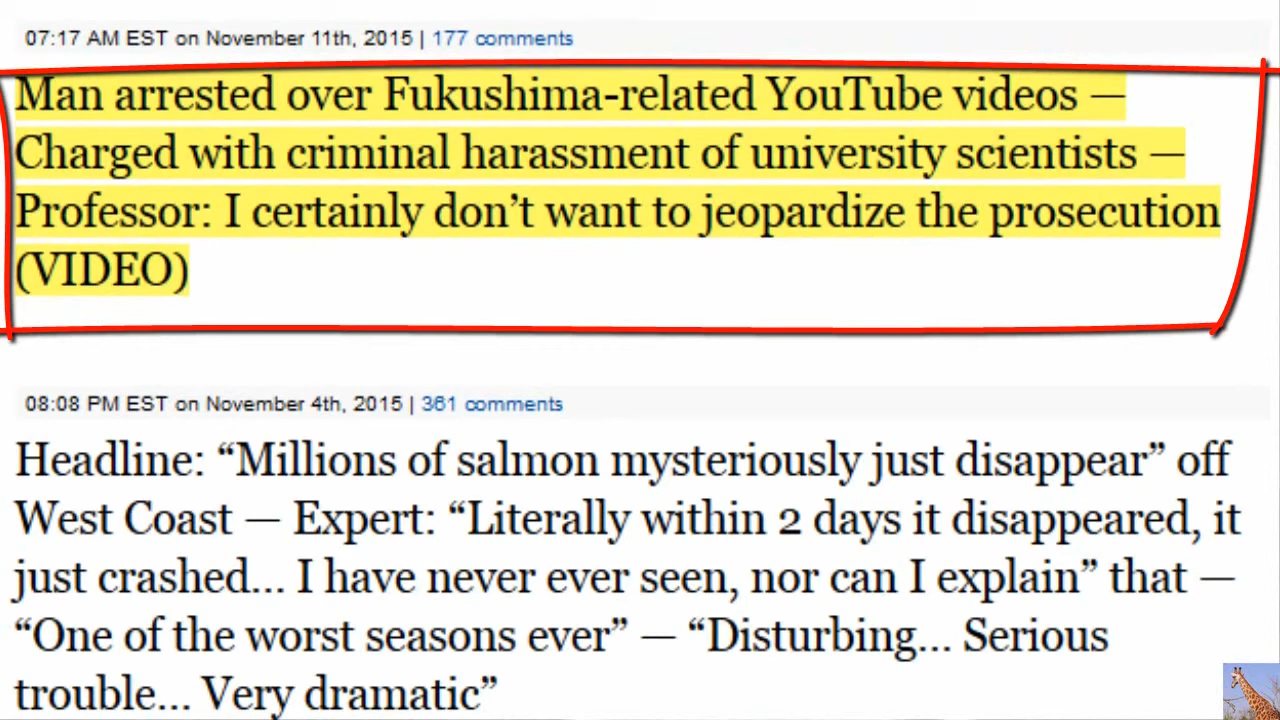 07:17 AM EST on November 11th, 2015 | 177 comments
Man arrested over Fukushima-related YouTube videos —
Charged with criminal harassment of university scientists —
Professor: I certainly don’t want to jeopardize the prosecution
(VIDEO)
08:08 PM EST on November 4th, 2015 | 361 comments
Headline: “Millions of salmon mysteriously just disappear” off
West Coast — Expert: “Literally within 2 days it disappeared, it
just crashed... I have never ever seen, nor can I explain” that —
“One of the worst seasons ever” — “Disturbing... Serious
trouble... Very dramatic”